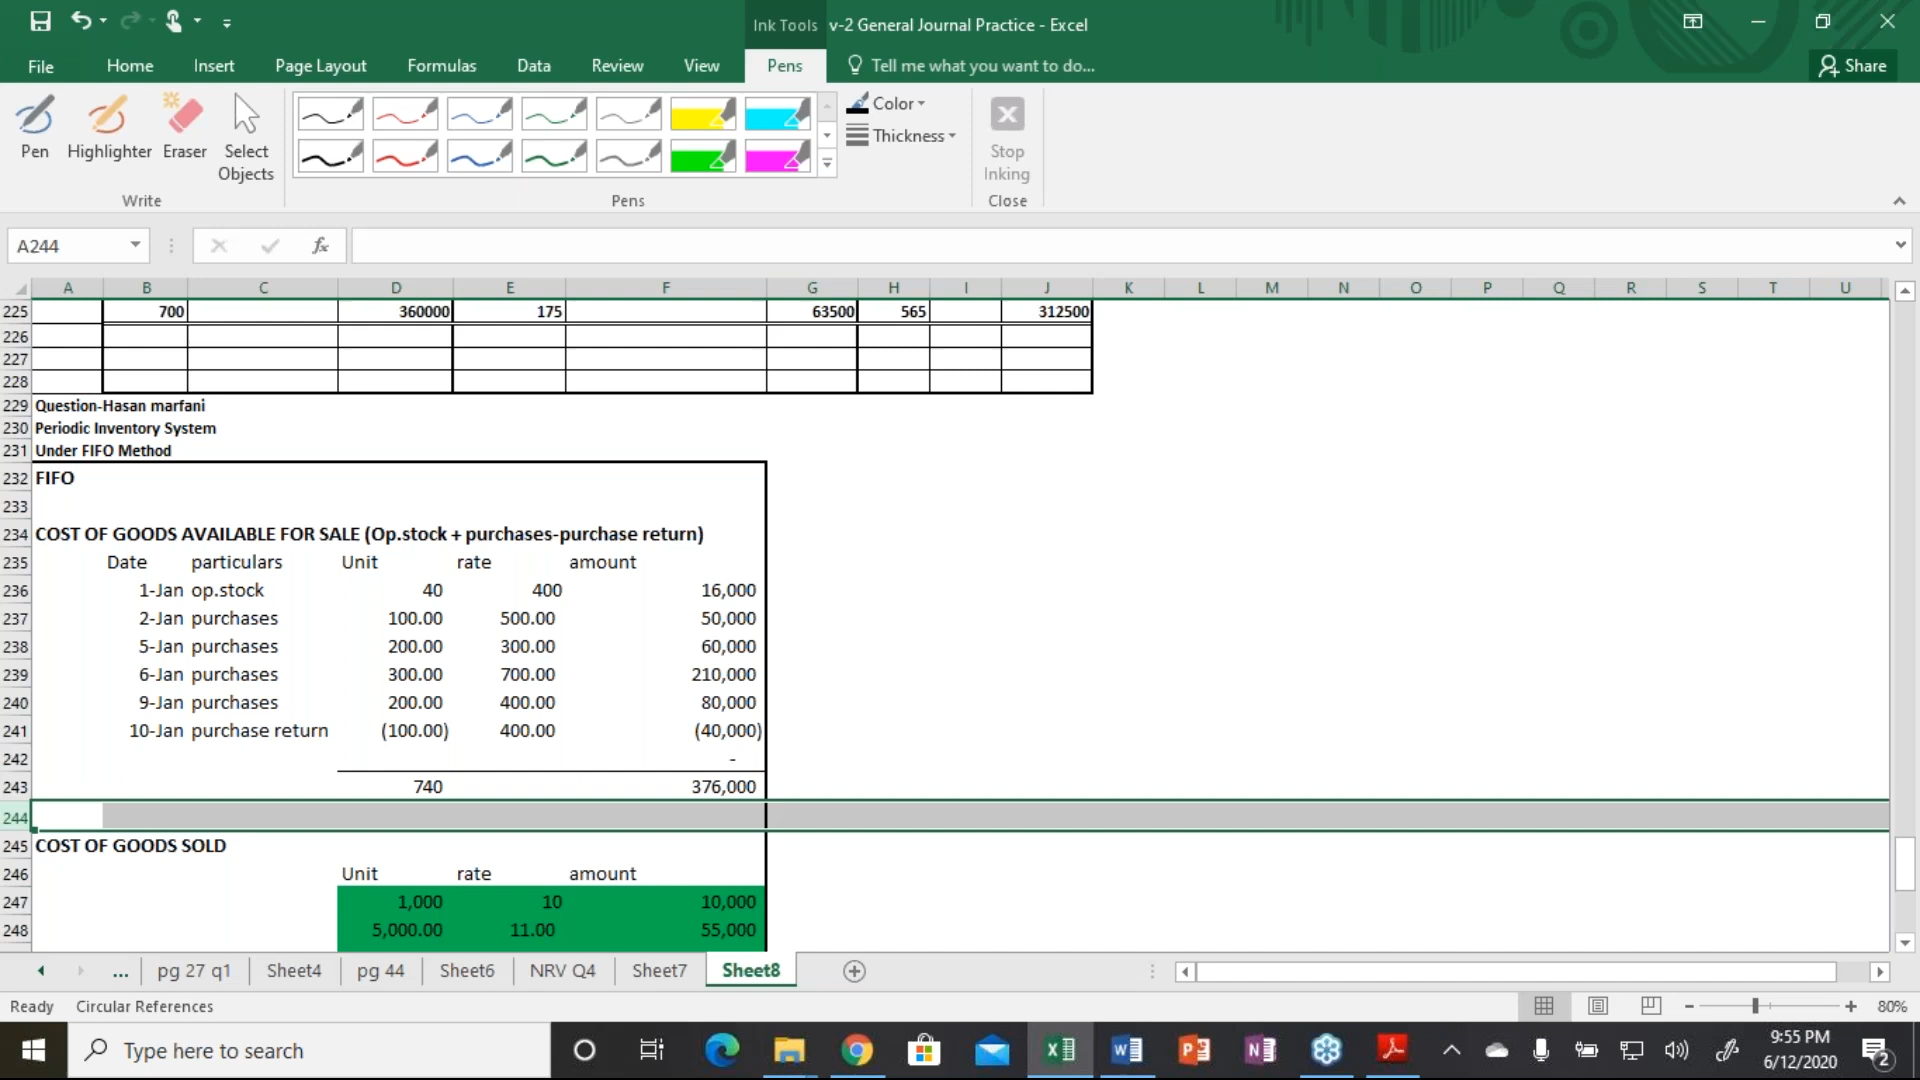 Ink Tools v-2 General Journal Practice - Excel
File Home Insert Page Layout Formulas Data Review View Pens Tell me what you want to do... Share
Pen Highlighter Eraser Select Objects
Color
Thickness
Stop Inking
Write Pens Close
A244 fx
A B C D E F G H I J K L M N O P Q R S T U
225 700 360000 175 63500 565 312500
226
227
228
229 Question-Hasan marfani
230 Periodic Inventory System
231 Under FIFO Method
232 FIFO
233
234 COST OF GOODS AVAILABLE FOR SALE (Op.stock + purchases-purchase return)
235 Date particulars Unit rate amount
236 1-Jan op.stock 40 400 16,000
237 2-Jan purchases 100.00 500.00 50,000
238 5-Jan purchases 200.00 300.00 60,000
239 6-Jan purchases 300.00 700.00 210,000
240 9-Jan purchases 200.00 400.00 80,000
241 10-Jan purchase return (100.00) 400.00 (40,000)
242 -
243 740 376,000
244
245 COST OF GOODS SOLD
246 Unit rate amount
247 1,000 10 10,000
248 5,000.00 11.00 55,000
... pg 27 q1 Sheet4 pg 44 Sheet6 NRV Q4 Sheet7 Sheet8
Ready Circular References 80%
Type here to search
9:55 PM
6/12/2020
2